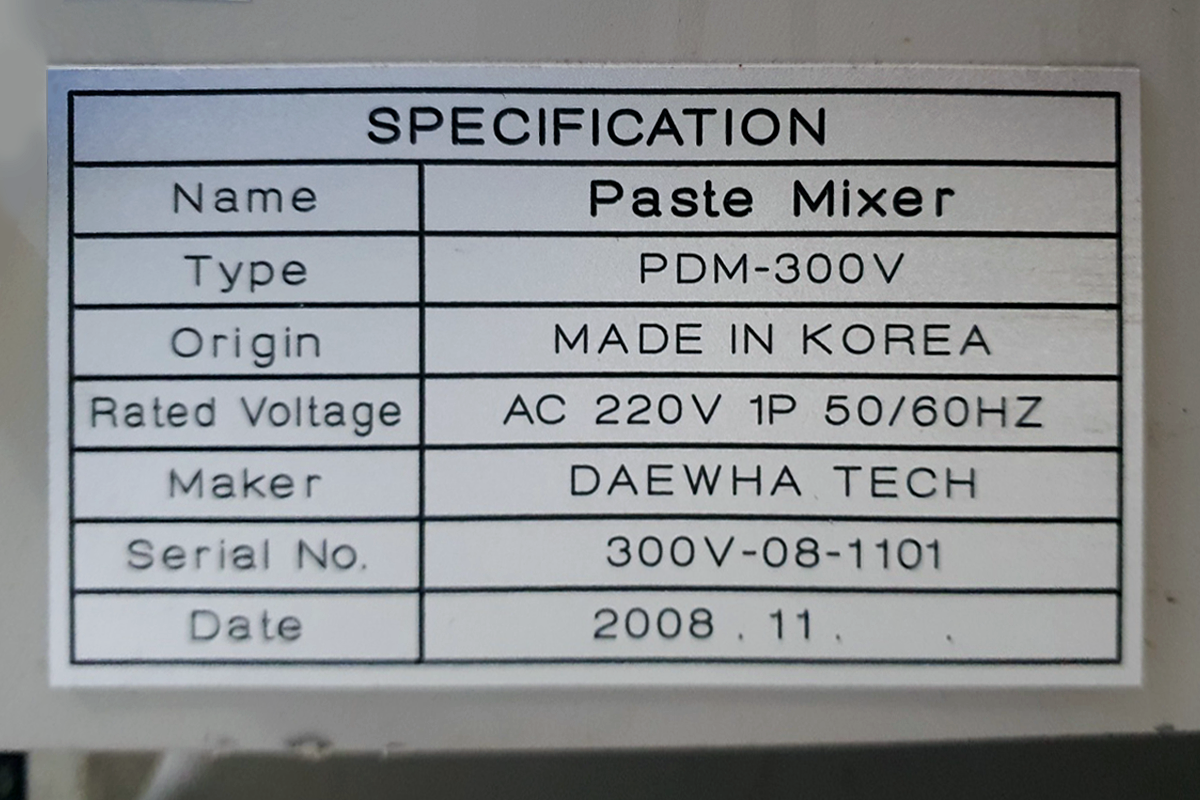 SPECIFICATION
Name Paste Mixer
Type PDM-300V
Origin MADE IN KOREA
Rated Voltage AC 220V 1P 50/60HZ
Maker DAEWHA TECH
Serial No. 300V-08-1101
Date 2008 . 11 . .